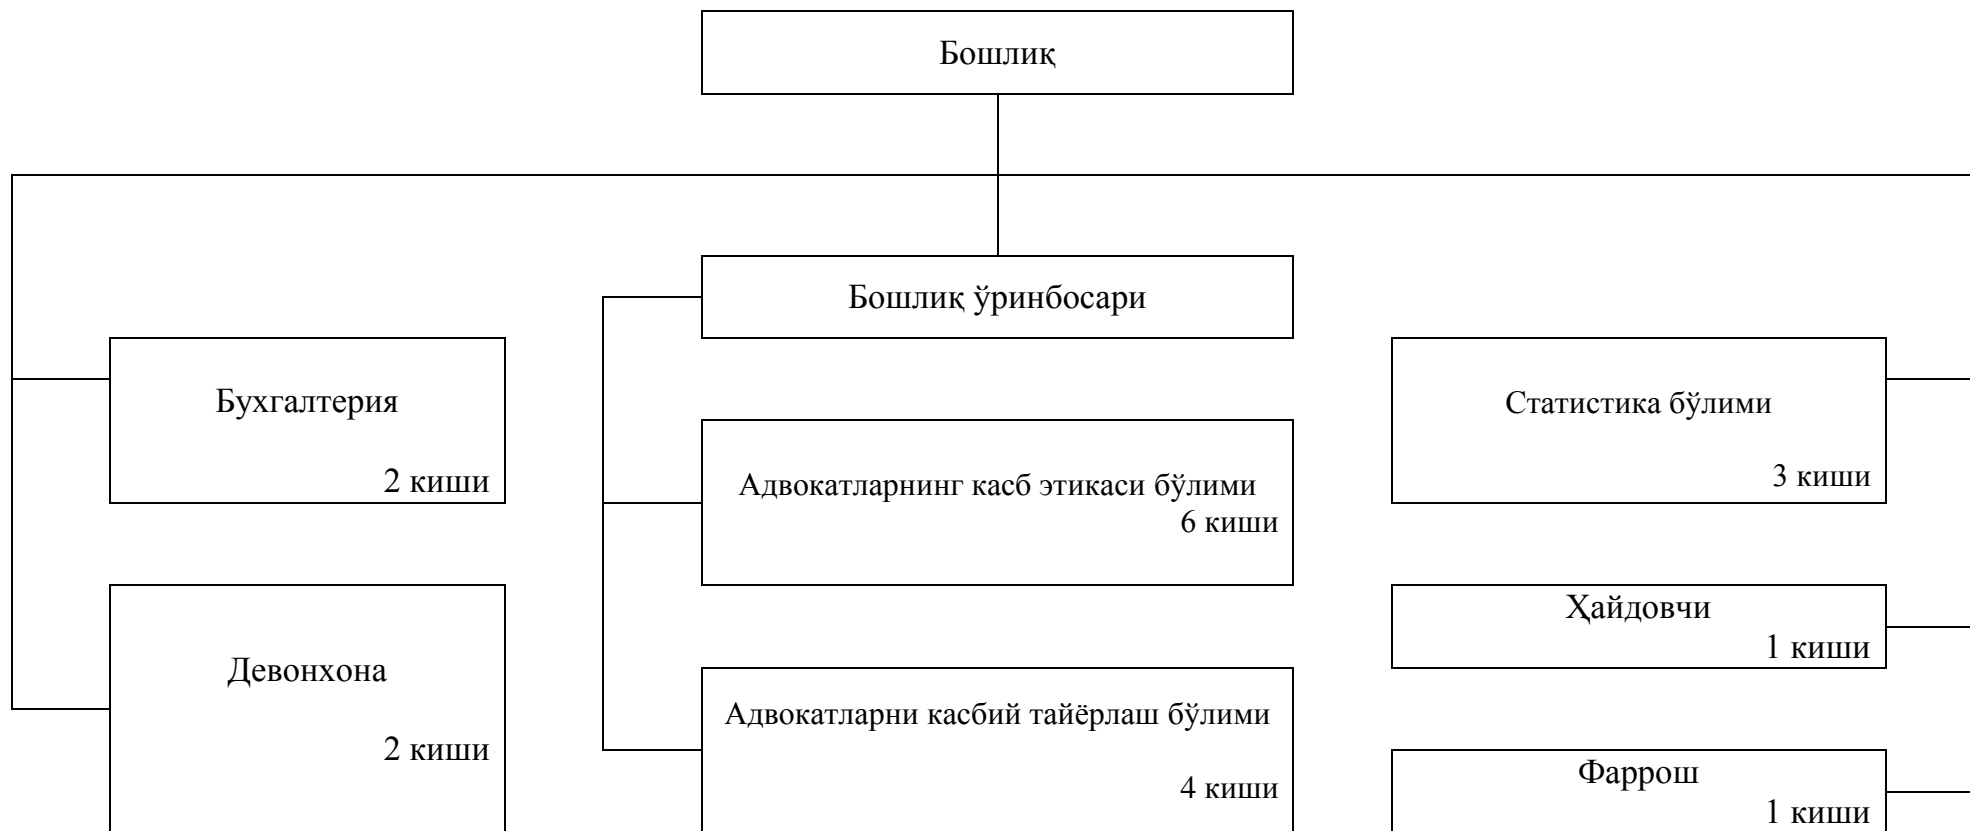 Бошлиқ
Бошлиқ ўринбосари
Бухгалтерия
2 киши
Девонхона
2 киши
Адвокатларнинг касб этикаси бўлими
6 киши
Адвокатларни касбий тайёрлаш бўлими
4 киши
Статистика бўлими
3 киши
Ҳайдовчи
1 киши
Фаррош
1 киши